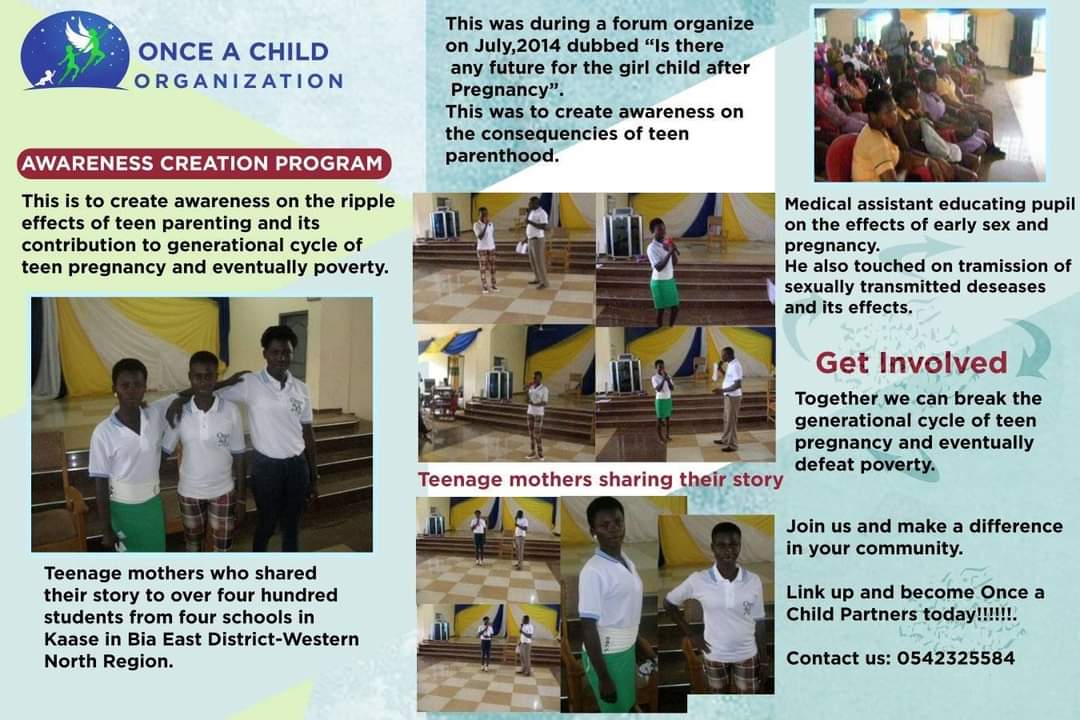 ONCE A CHILD
ORGANIZATION
AWARENESS CREATION PROGRAM
This is to create awareness on the ripple
effects of teen parenting and its
contribution to generational cycle of
teen pregnancy and eventually poverty.
Teenage mothers who shared
their story to over four hundred
students from four schools in
Kaase in Bia East District-Western
North Region.
This was during a forum organize
on July,2014 dubbed “Is there
any future for the girl child after
Pregnancy”.
This was to create awareness on
the consequencies of teen
parenthood.
Teenage mothers sharing their story
Medical assistant educating pupil
on the effects of early sex and
pregnancy.
He also touched on tramission of
sexually transmitted deseases
and its effects.
Get Involved
Together we can break the
generational cycle of teen
pregnancy and eventually
defeat poverty.
Join us and make a difference
in your community.
Link up and become Once a
Child Partners today!!!!!!!.
Contact us: 0542325584